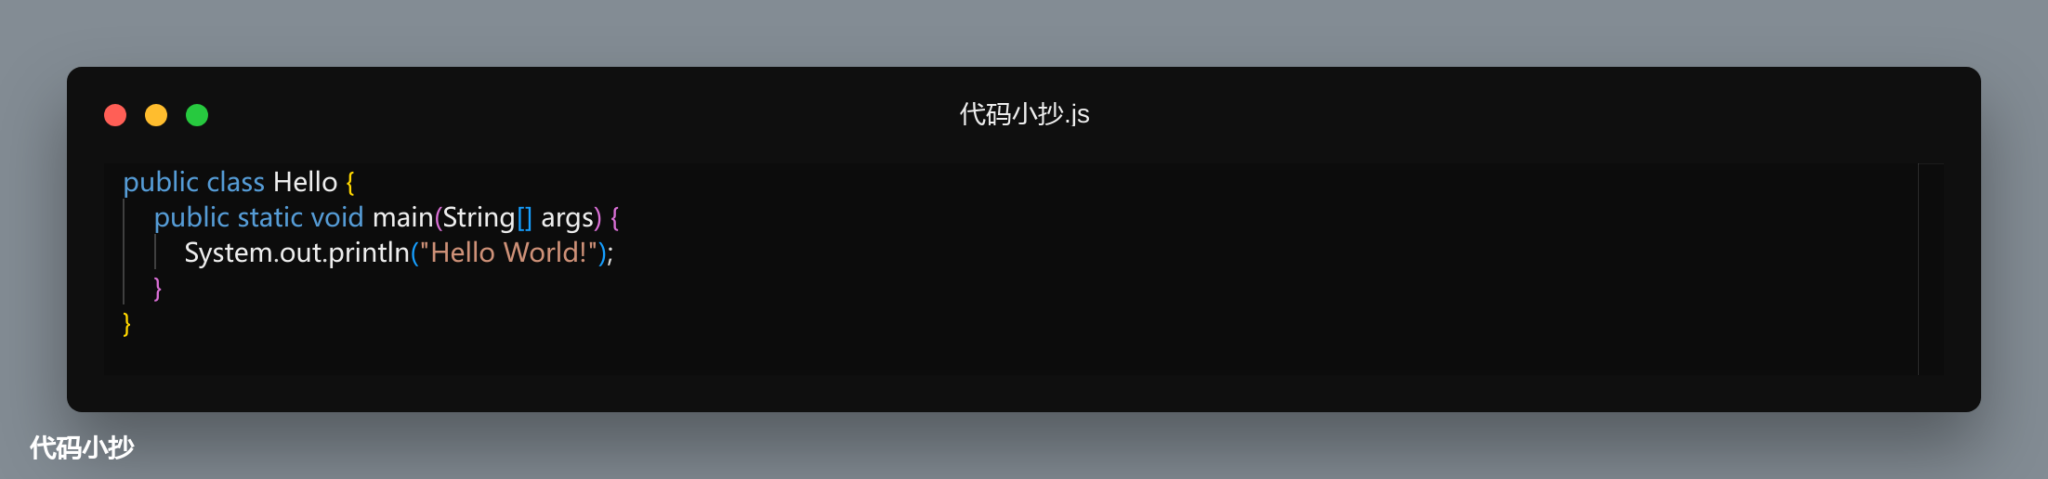 代码小抄.js
public class Hello {
    public static void main(String[] args) {
        System.out.println("Hello World!");
    }
}
代码小抄